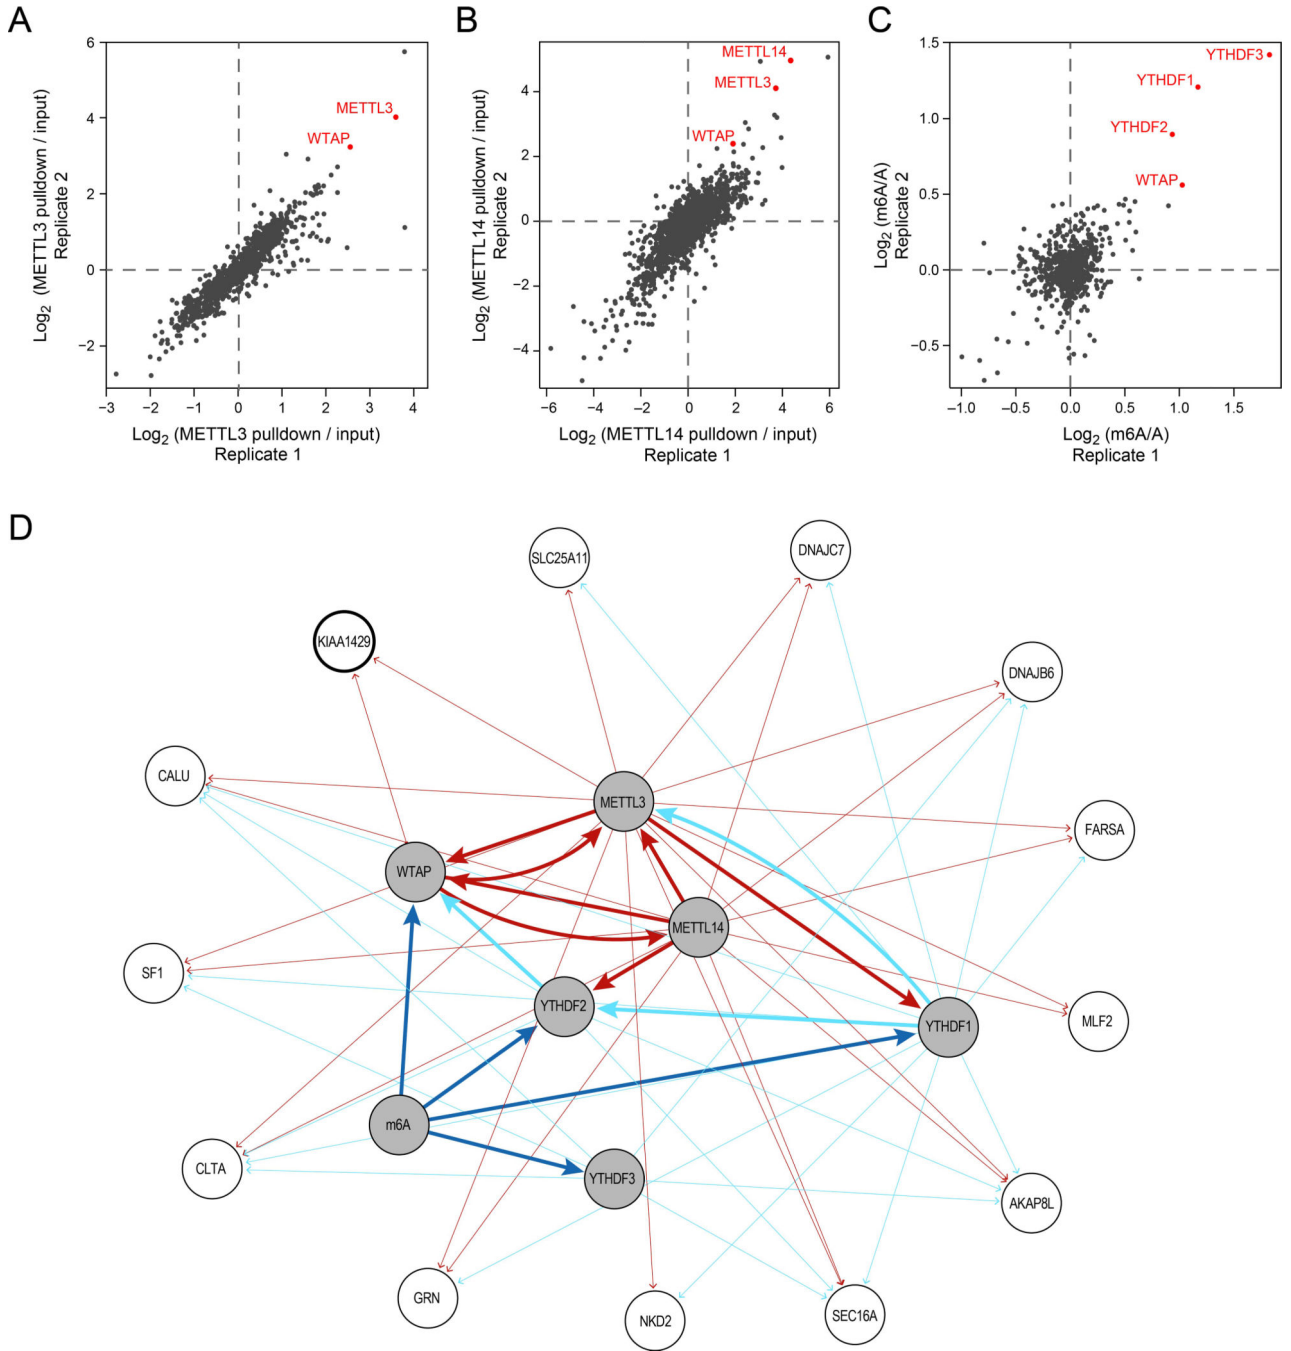 A
6
4
2
0
−2
−3
−2
−1
0
1
2
3
4
METTL3
WTAP
Log2 (METTL3 pulldown / input)
Replicate 2
Log2 (METTL3 pulldown / input)
Replicate 1
B
4
2
0
−2
−4
−6
−4
−2
0
2
4
6
METTL14
METTL3
WTAP
Log2 (METTL14 pulldown / input)
Replicate 2
Log2 (METTL14 pulldown / input)
Replicate 1
C
1.5
1.0
0.5
0.0
−0.5
−1.0
−0.5
0.0
0.5
1.0
1.5
YTHDF3
YTHDF1
YTHDF2
WTAP
Log2 (m6A/A)
Replicate 2
Log2 (m6A/A)
Replicate 1
D
SLC25A11
DNAJC7
KIAA1429
DNAJB6
CALU
METTL3
FARSA
WTAP
METTL14
SF1
YTHDF2
YTHDF1
MLF2
m6A
CLTA
YTHDF3
AKAP8L
GRN
NKD2
SEC16A